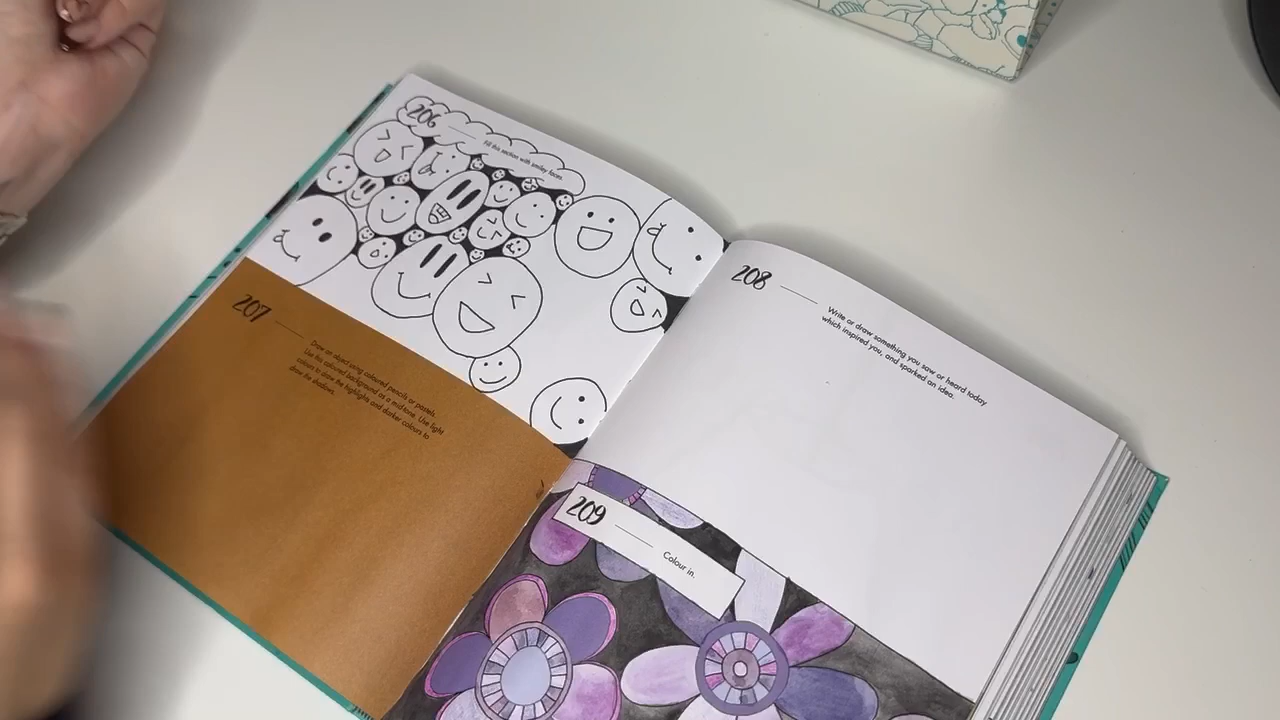 206
Fill this section with smiley faces.
207
Draw an object using coloured pencils or pastels.
Use this coloured background as a mid-tone. Use light
colours to draw the highlights and darker colours to
draw the shadows.
208
Write or draw something you saw or heard today
which inspired you, and sparked an idea.
209
Colour in.